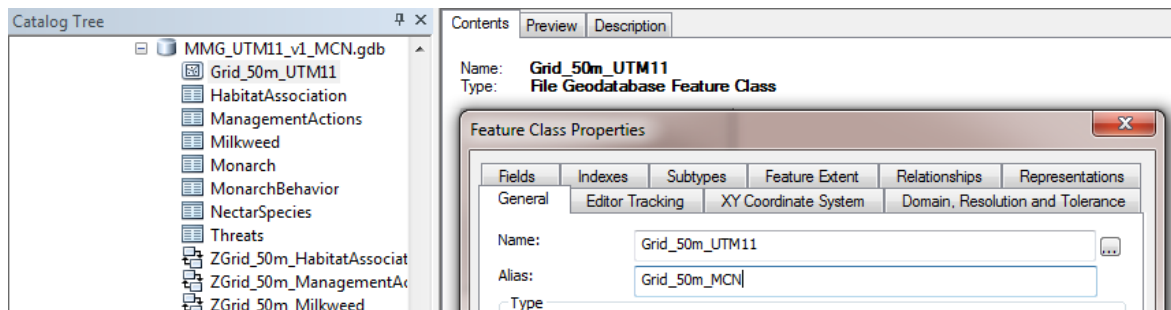 Catalog Tree
MMG_UTM11_v1_MCN.gdb
Grid_50m_UTM11
HabitatAssociation
ManagementActions
Milkweed
Monarch
MonarchBehavior
NectarSpecies
Threats
ZGrid_50m_HabitatAssociat
ZGrid_50m_ManagementAc
ZGrid_50m_Milkweed
Contents Preview Description
Name: Grid_50m_UTM11
Type: File Geodatabase Feature Class
Feature Class Properties
Fields Indexes Subtypes Feature Extent Relationships Representations
General Editor Tracking XY Coordinate System Domain, Resolution and Tolerance
Name: Grid_50m_UTM11 ...
Alias: Grid_50m_MCN
Type